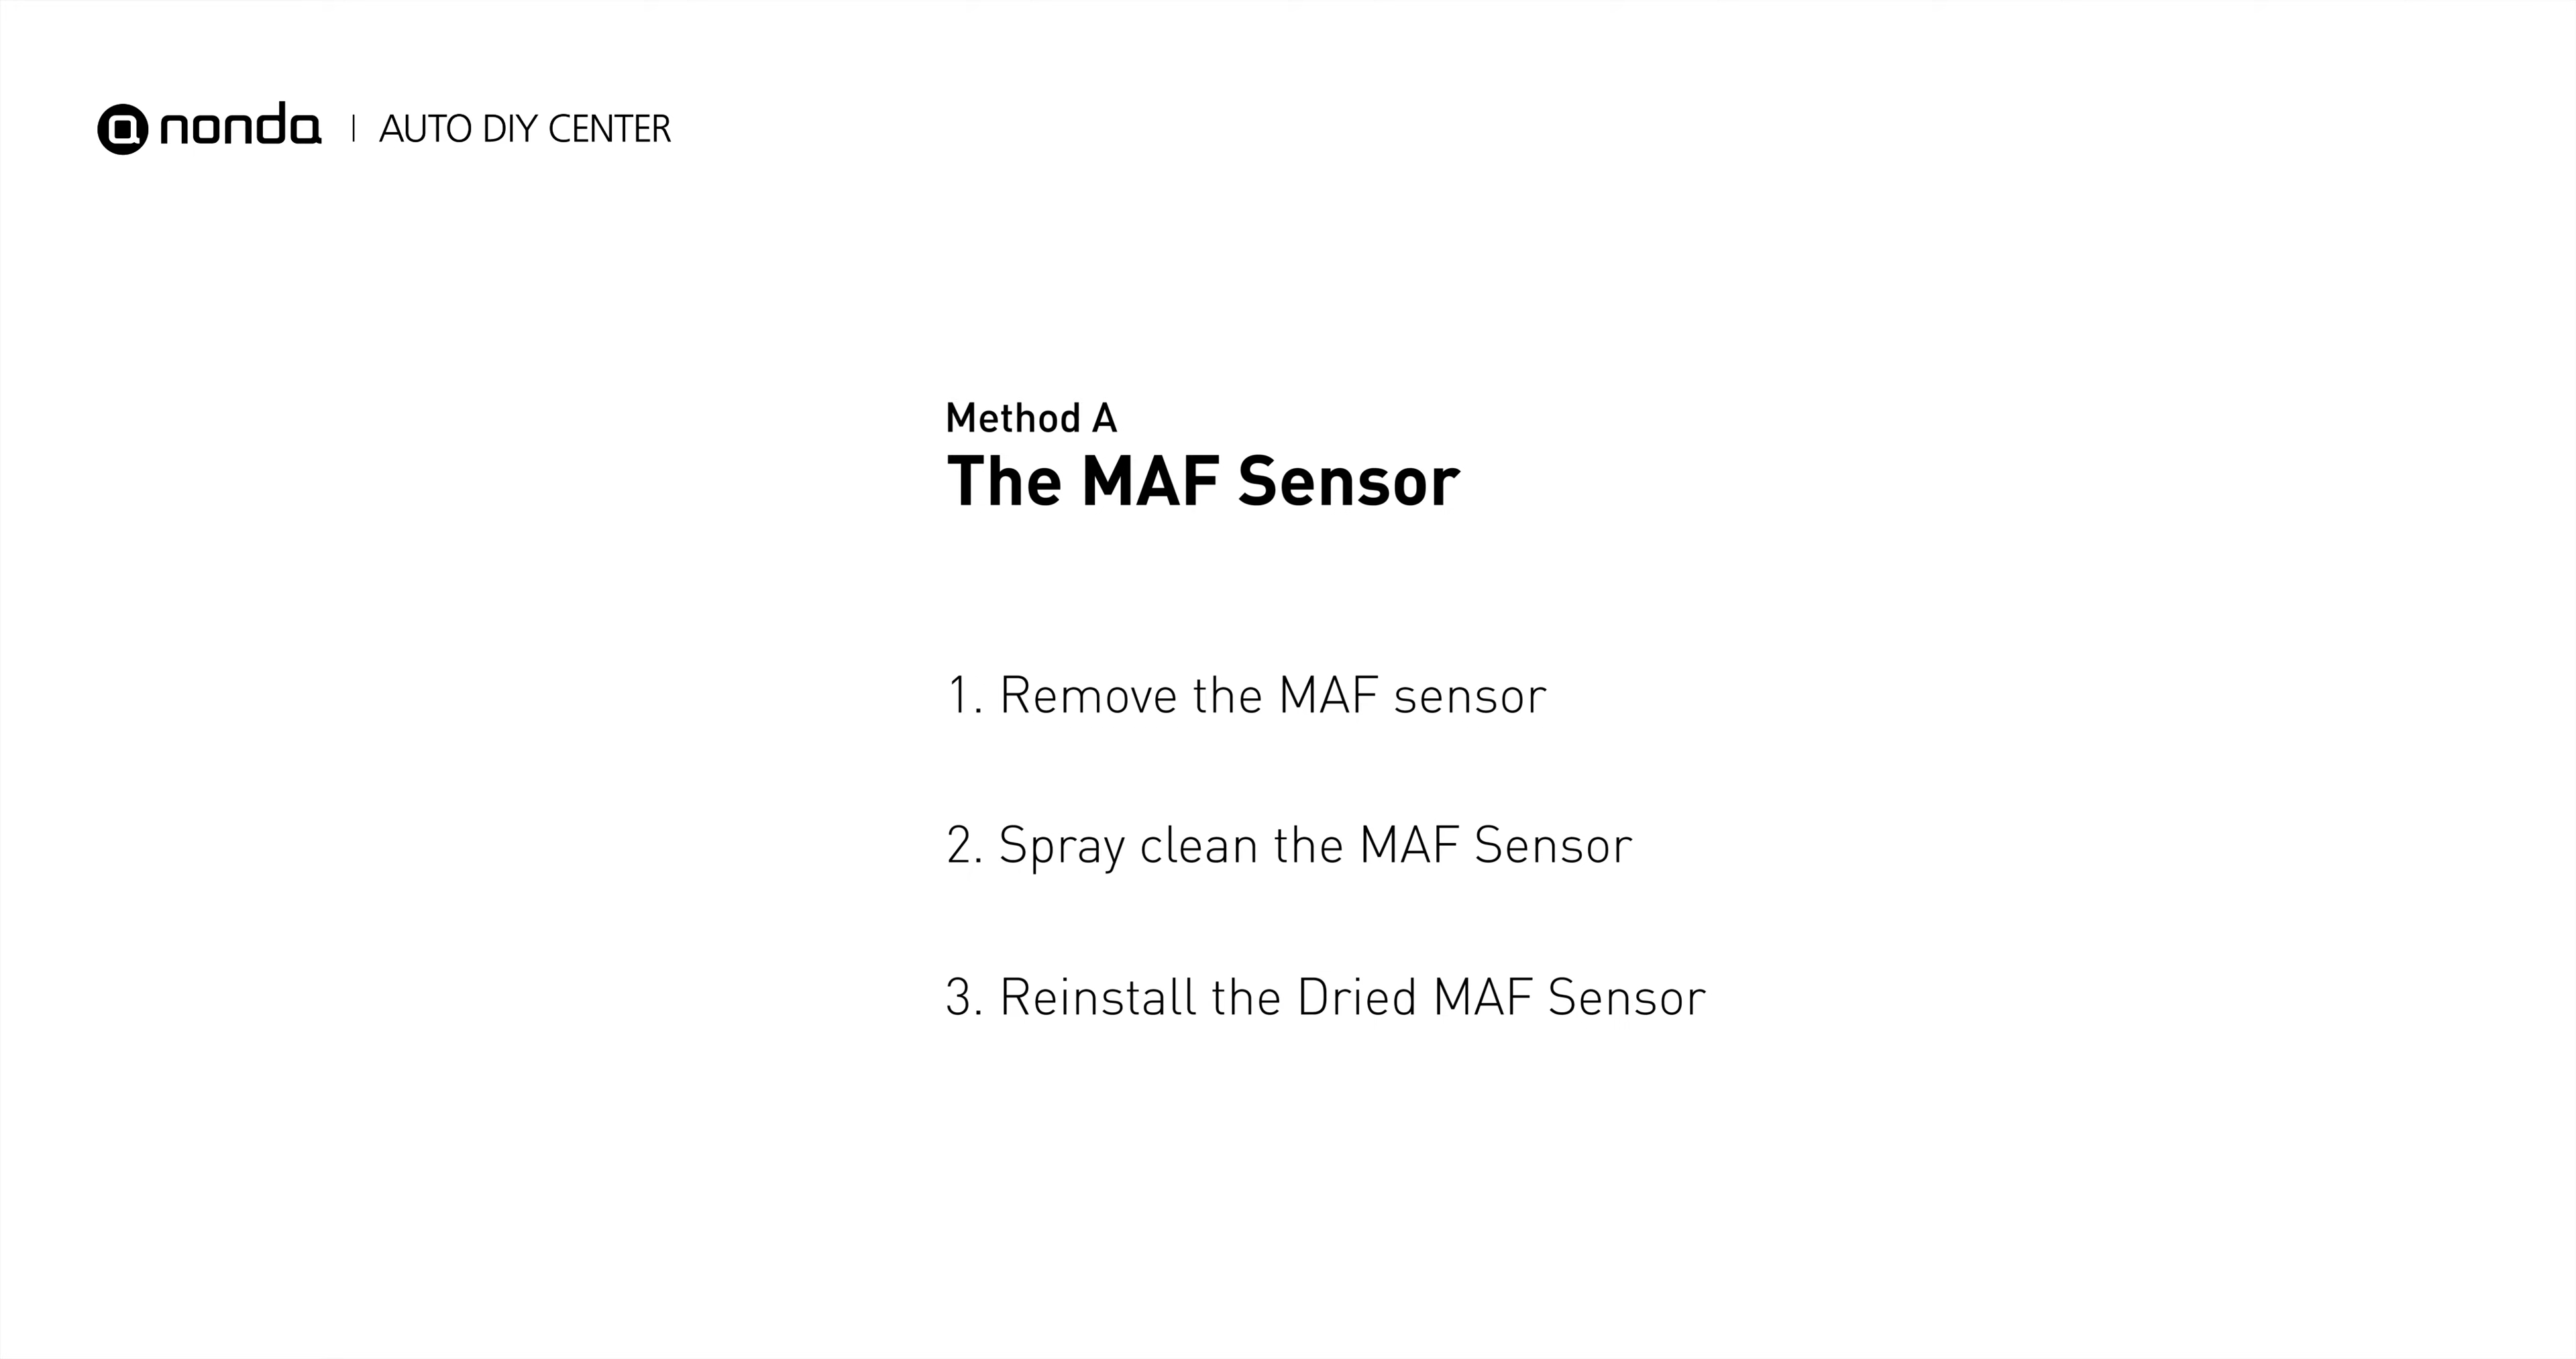 nonda | AUTO DIY CENTER
Method A
The MAF Sensor
1. Remove the MAF sensor
2. Spray clean the MAF Sensor
3. Reinstall the Dried MAF Sensor